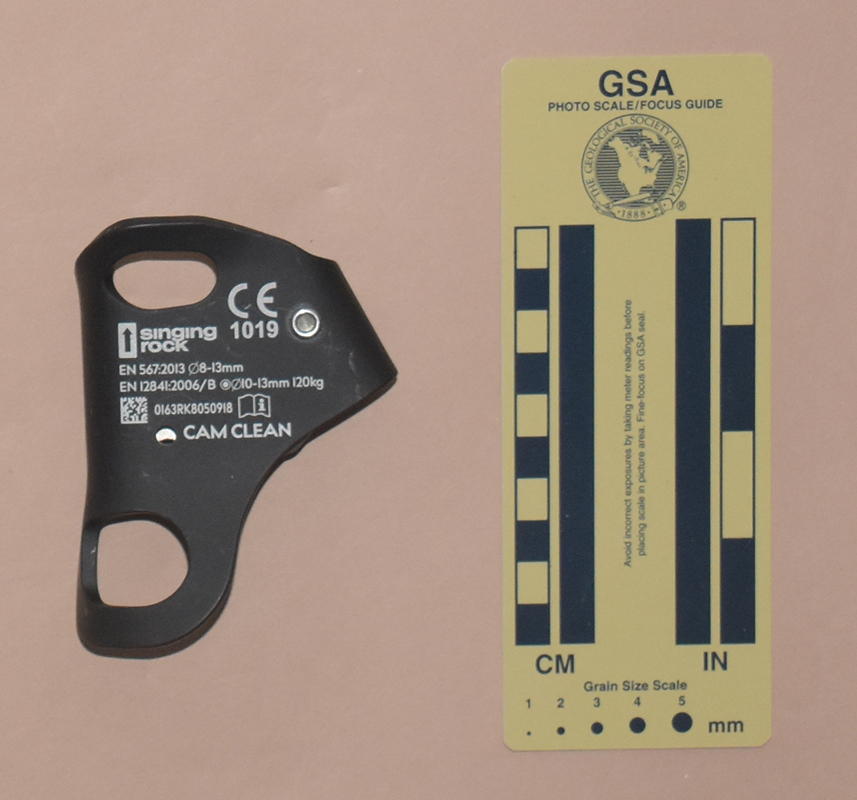 CE
1019
singing
rock
EN 567:2013 Ø8-13mm
EN 12841:2006/B Ø10-13mm 120kg
0163RK8050918
CAM CLEAN
GSA
PHOTO SCALE/FOCUS GUIDE
THE GEOLOGICAL SOCIETY OF AMERICA
·1888·
®
Avoid incorrect exposures by taking meter readings before
placing scale in picture area. Fine-focus on GSA seal.
CM
IN
Grain Size Scale
1 2 3 4 5
mm